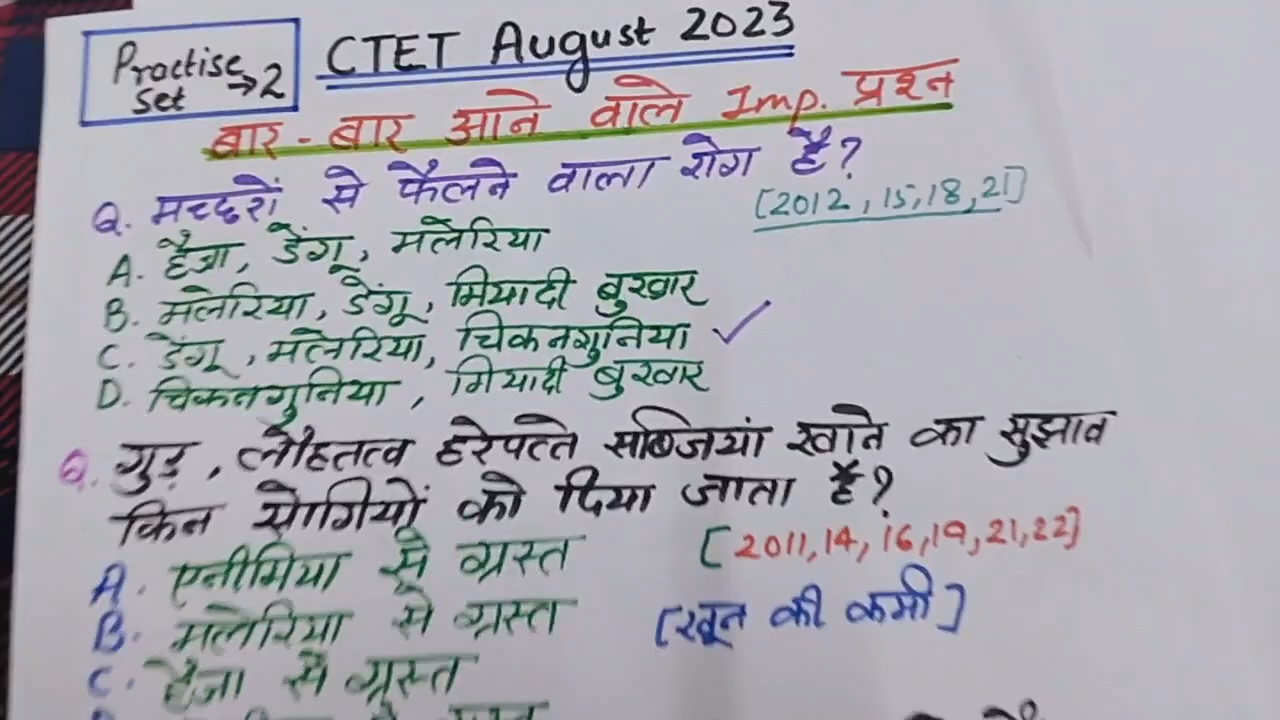 Practise Set → 2
CTET August 2023
बार-बार आने वाले Imp. प्रश्न
Q. मच्छरों से फैलने वाला रोग है?
[2012, 15, 18, 21]
A. हैजा, डेंगू, मलेरिया
B. मलेरिया, डेंगू, मियादी बुखार
C. डेंगू, मलेरिया, चिकनगुनिया ✓
D. चिकनगुनिया, मियादी बुखार
Q. गुड़, लौहतत्व हरेपत्ते सब्जियां खाने का सुझाव
किन रोगियों को दिया जाता है?
[2011, 14, 16, 19, 21, 22]
A. एनीमिया से ग्रस्त
[खून की कमी]
B. मलेरिया से ग्रस्त
C. हैजा से ग्रस्त